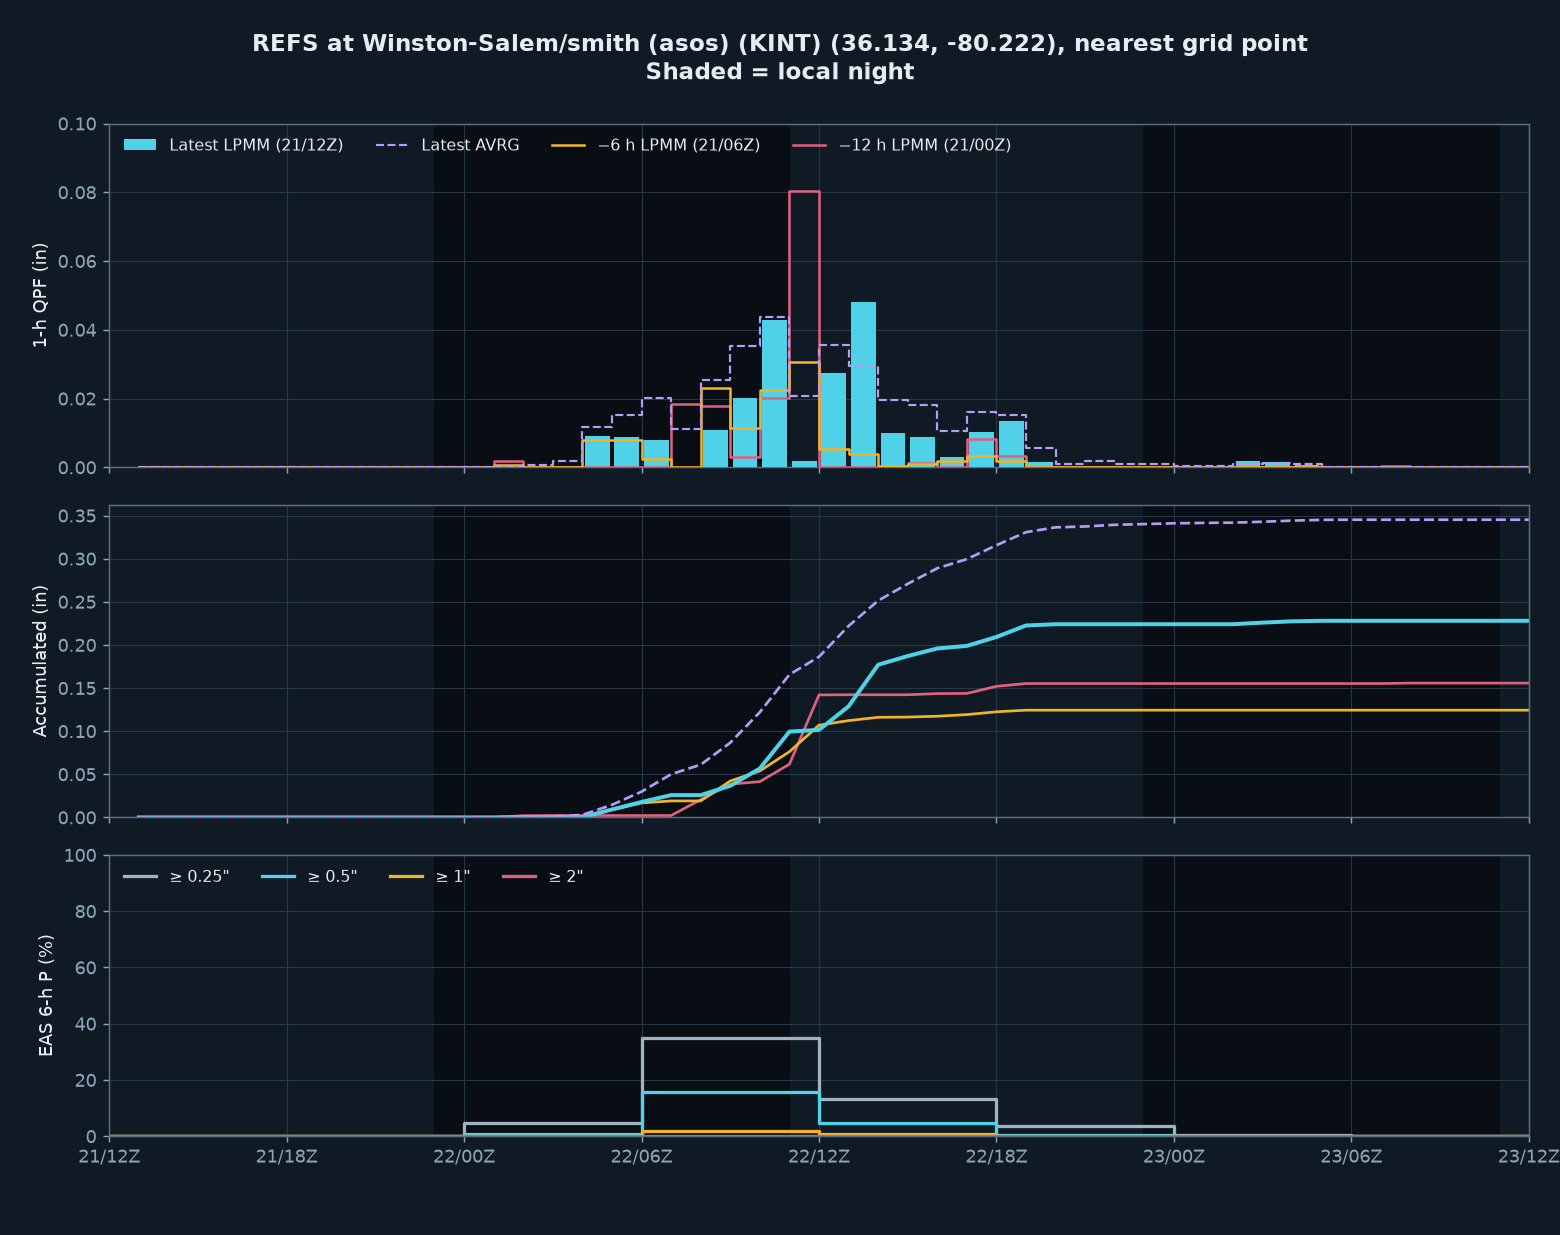 REFS at Winston-Salem/smith (asos) (KINT) (36.134, -80.222), nearest grid point
Shaded = local night
Latest LPMM (21/12Z)
Latest AVRG
−6 h LPMM (21/06Z)
−12 h LPMM (21/00Z)
1-h QPF (in)
0.10
0.08
0.06
0.04
0.02
0.00
Accumulated (in)
0.35
0.30
0.25
0.20
0.15
0.10
0.05
0.00
≥ 0.25"
≥ 0.5"
≥ 1"
≥ 2"
EAS 6-h P (%)
100
80
60
40
20
0
21/12Z
21/18Z
22/00Z
22/06Z
22/12Z
22/18Z
23/00Z
23/06Z
23/12Z